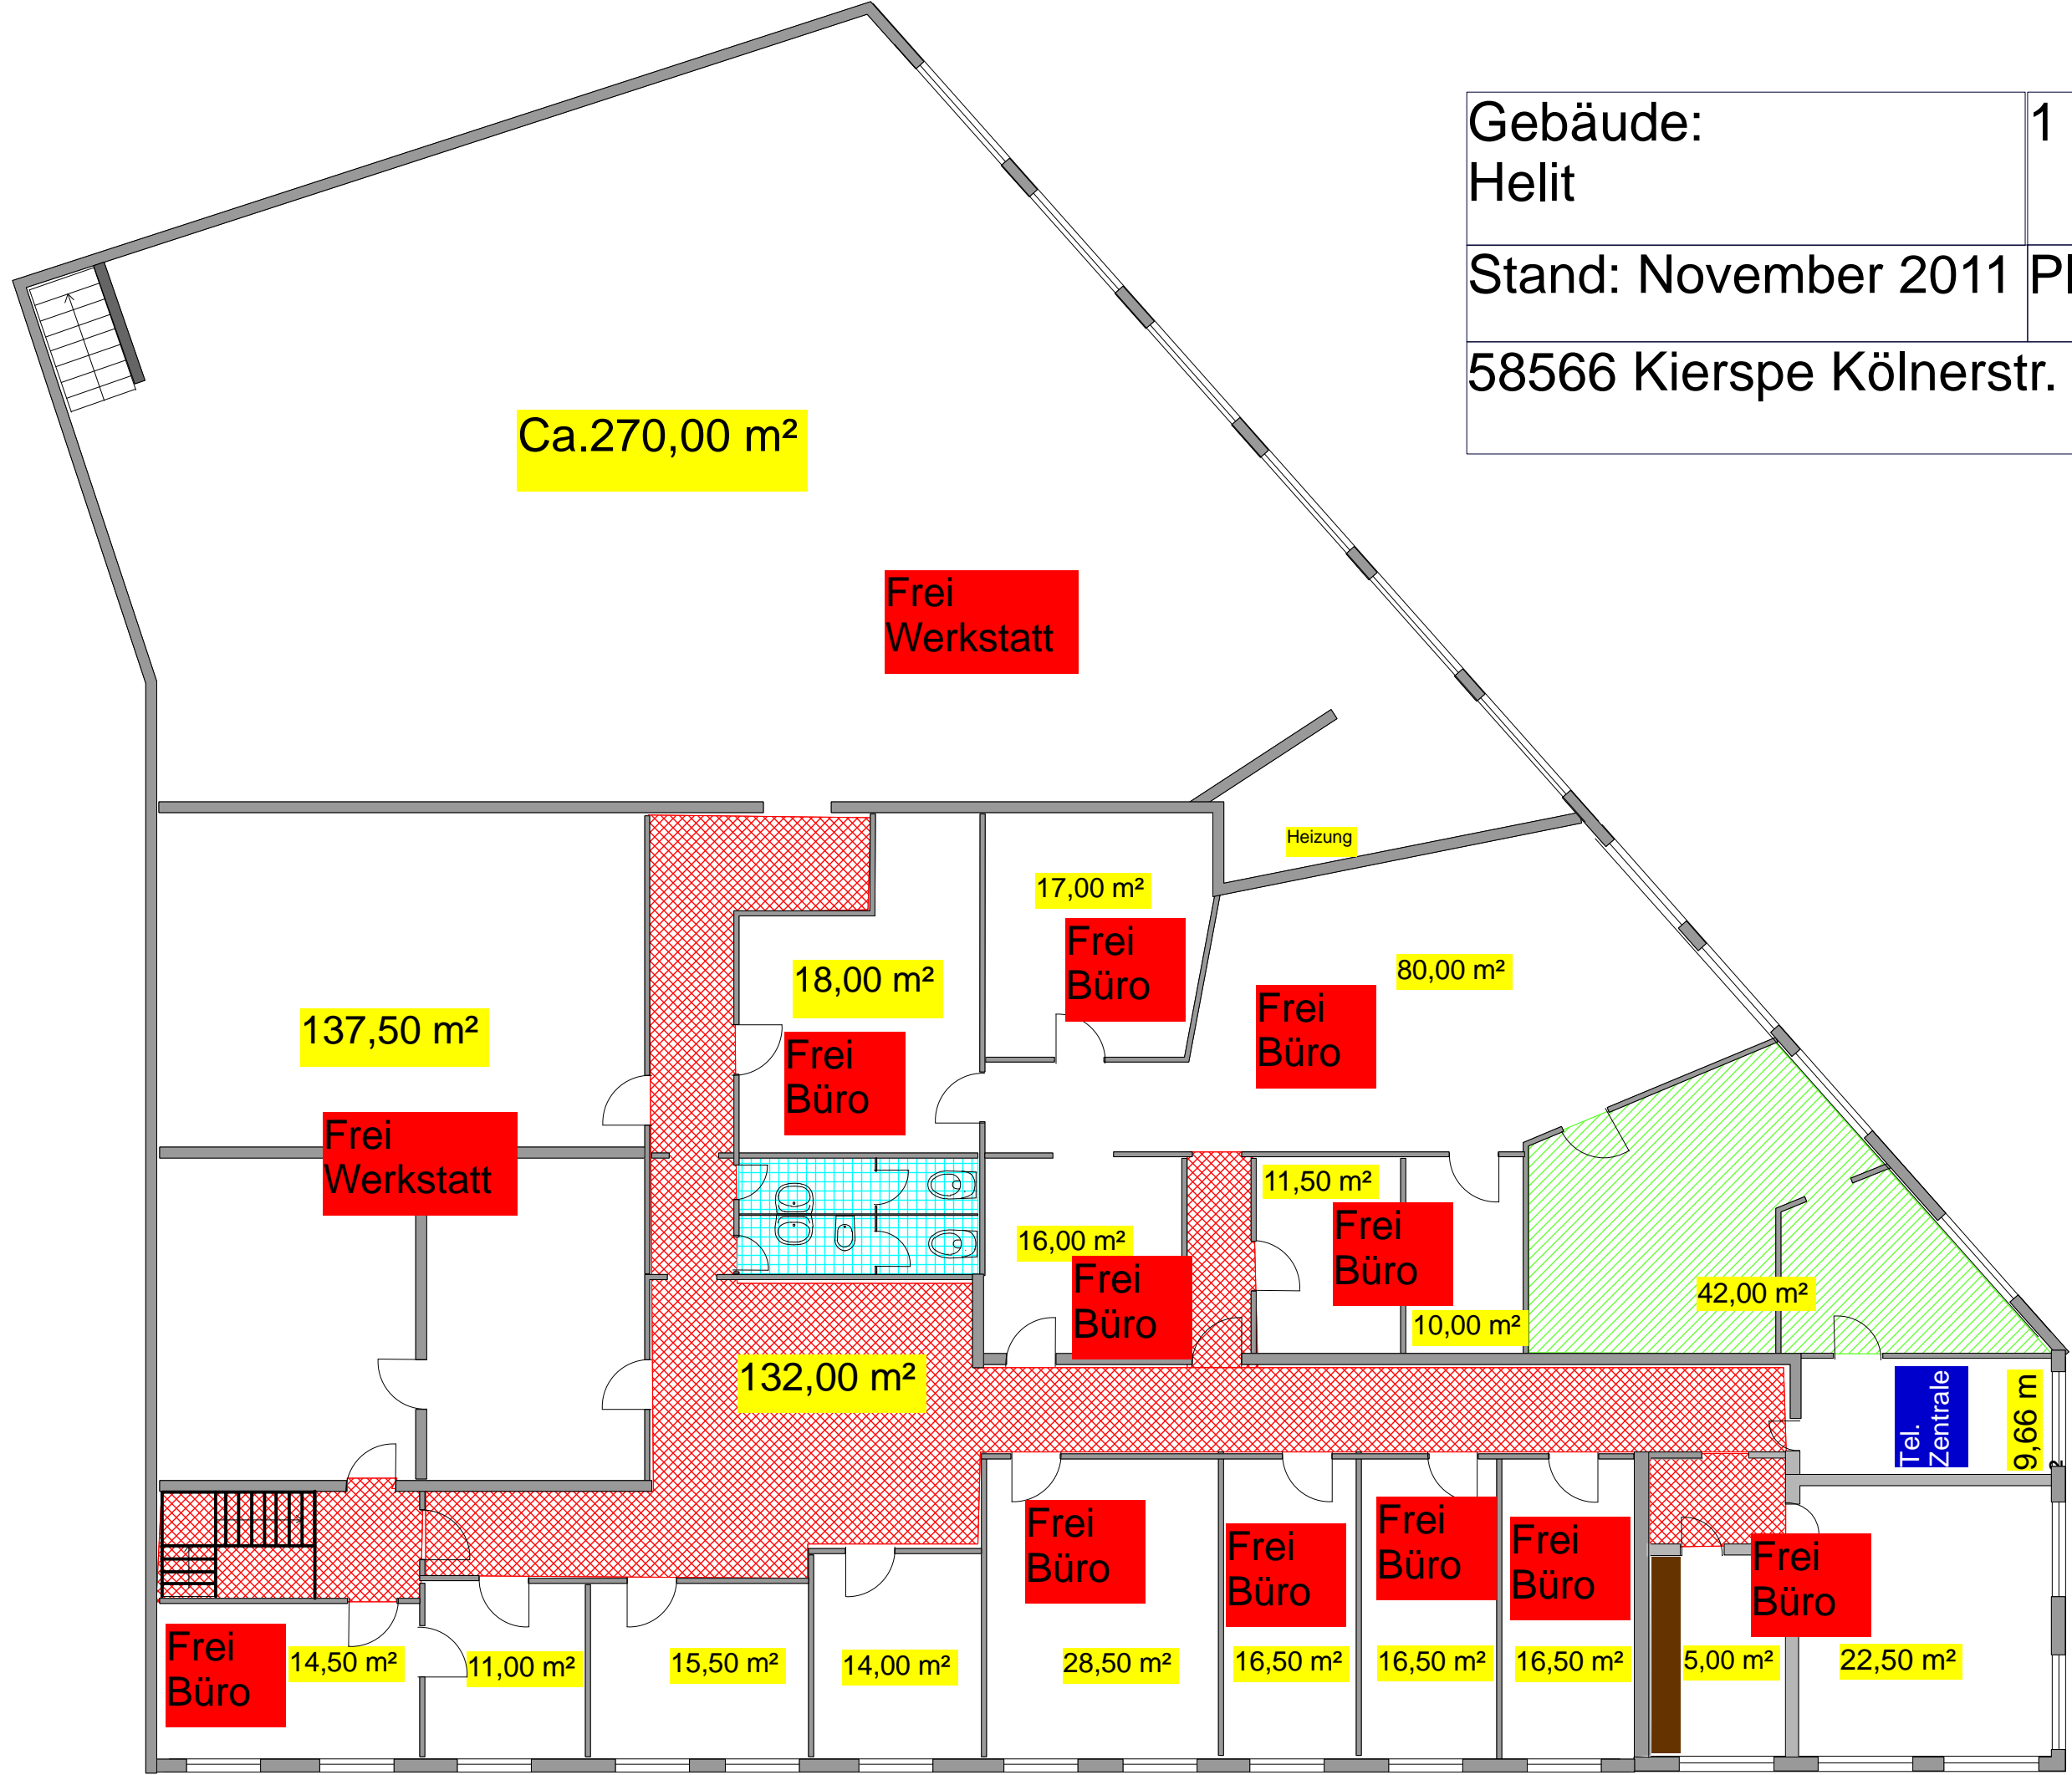 Gebäude:
Helit
1
Stand: November 2011
Pl
58566 Kierspe Kölnerstr.
Ca.270,00 m²
Frei
Werkstatt
Heizung
17,00 m²
Frei
Büro
80,00 m²
Frei
Büro
18,00 m²
Frei
Büro
137,50 m²
Frei
Werkstatt
11,50 m²
Frei
Büro
16,00 m²
Frei
Büro
10,00 m²
42,00 m²
132,00 m²
Tel.
Zentrale
9,66 m
2
Frei
Büro
28,50 m²
Frei
Büro
16,50 m²
Frei
Büro
16,50 m²
Frei
Büro
16,50 m²
Frei
Büro
5,00 m²
22,50 m²
Frei
Büro
14,50 m²
11,00 m²
15,50 m²
14,00 m²